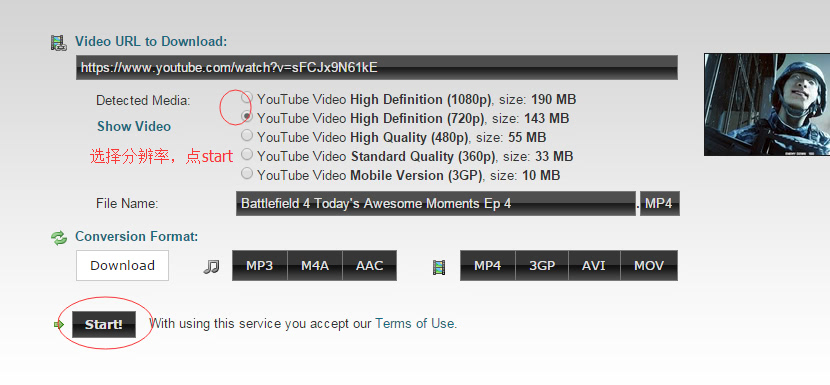 Video URL to Download:
https://www.youtube.com/watch?v=sFCJx9N61kE
Detected Media:
YouTube Video High Definition (1080p), size: 190 MB
YouTube Video High Definition (720p), size: 143 MB
Show Video
YouTube Video High Quality (480p), size: 55 MB
选择分辨率，点start
YouTube Video Standard Quality (360p), size: 33 MB
YouTube Video Mobile Version (3GP), size: 10 MB
File Name:
Battlefield 4 Today's Awesome Moments Ep 4
. MP4
Conversion Format:
Download
MP3 M4A AAC
MP4 3GP AVI MOV
Start!
With using this service you accept our Terms of Use.